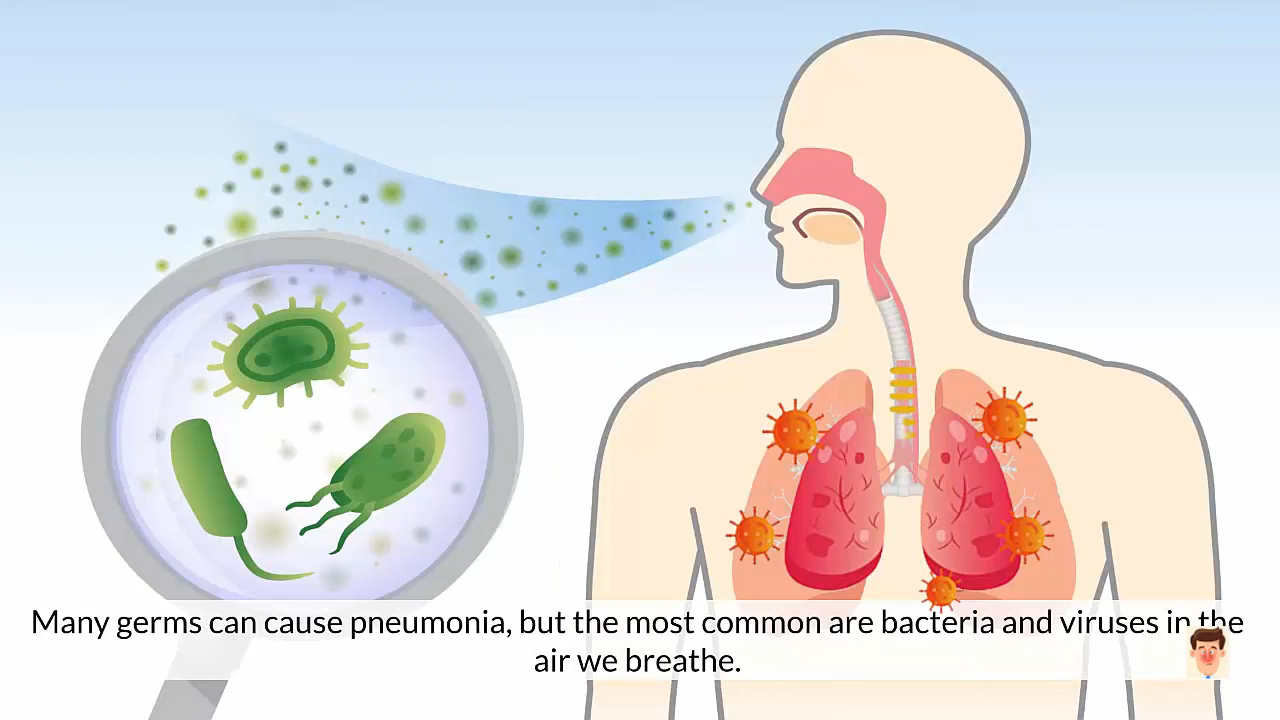 Many germs can cause pneumonia, but the most common are bacteria and viruses in the
air we breathe.